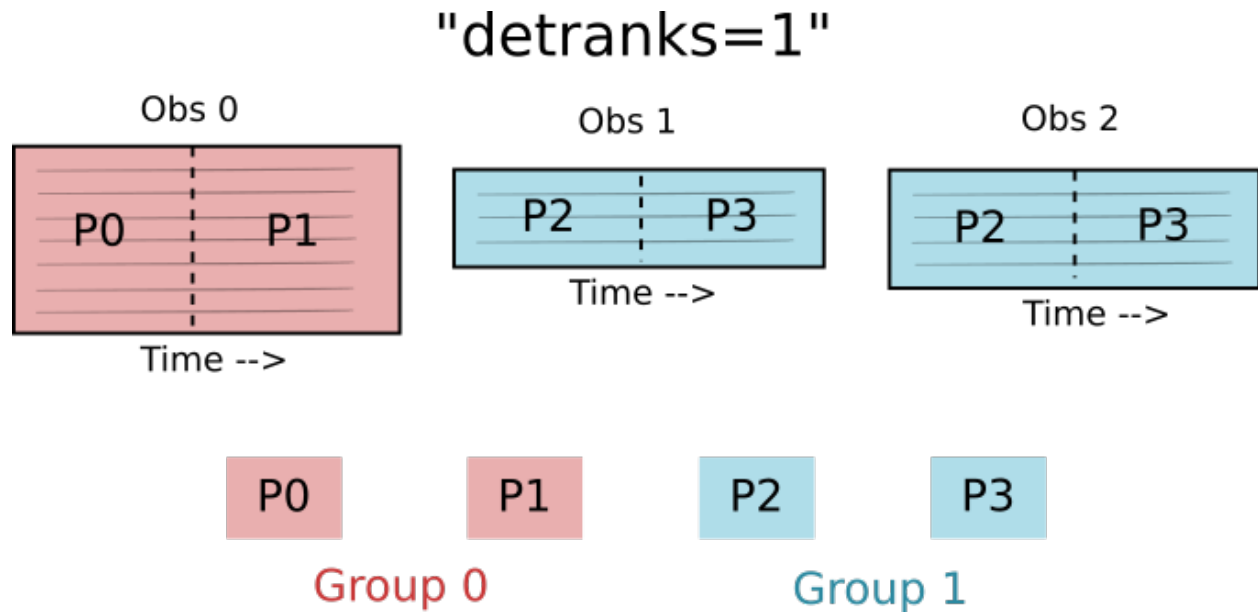 "detranks=1"
Obs 0
Obs 1
Obs 2
P0
P1
P2
P3
P2
P3
Time -->
Time -->
Time -->
P0
P1
P2
P3
Group 0
Group 1